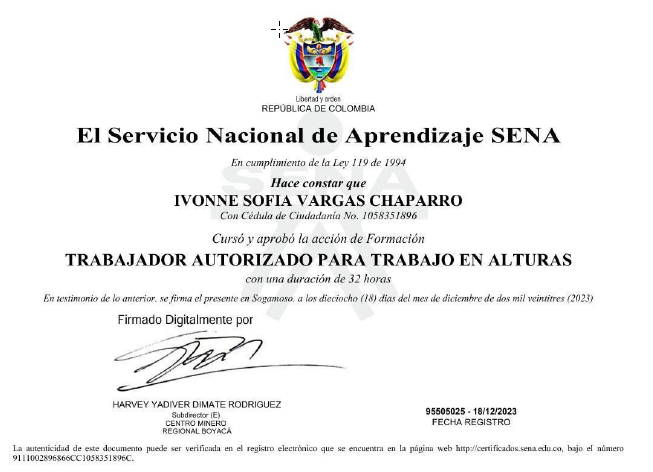 Libertad y orden
REPÚBLICA DE COLOMBIA
El Servicio Nacional de Aprendizaje SENA
En cumplimiento de la Ley 119 de 1994
SENA
Hace constar que
IVONNE SOFIA VARGAS CHAPARRO
Con Cédula de Ciudadanía No. 1058351896
Cursó y aprobó la acción de Formación
TRABAJADOR AUTORIZADO PARA TRABAJO EN ALTURAS
con una duración de 32 horas
En testimonio de lo anterior, se firma el presente en Sogamoso, a los dieciocho (18) días del mes de diciembre de dos mil veintitres (2023)
Firmado Digitalmente por
HARVEY YADIVER DIMATE RODRIGUEZ
Subdirector (E)
CENTRO MINERO
REGIONAL BOYACÁ
95505025 - 18/12/2023
FECHA REGISTRO
La autenticidad de este documento puede ser verificada en el registro electrónico que se encuentra en la página web http://certificados.sena.edu.co, bajo el número
9111002896866CC1058351896C.